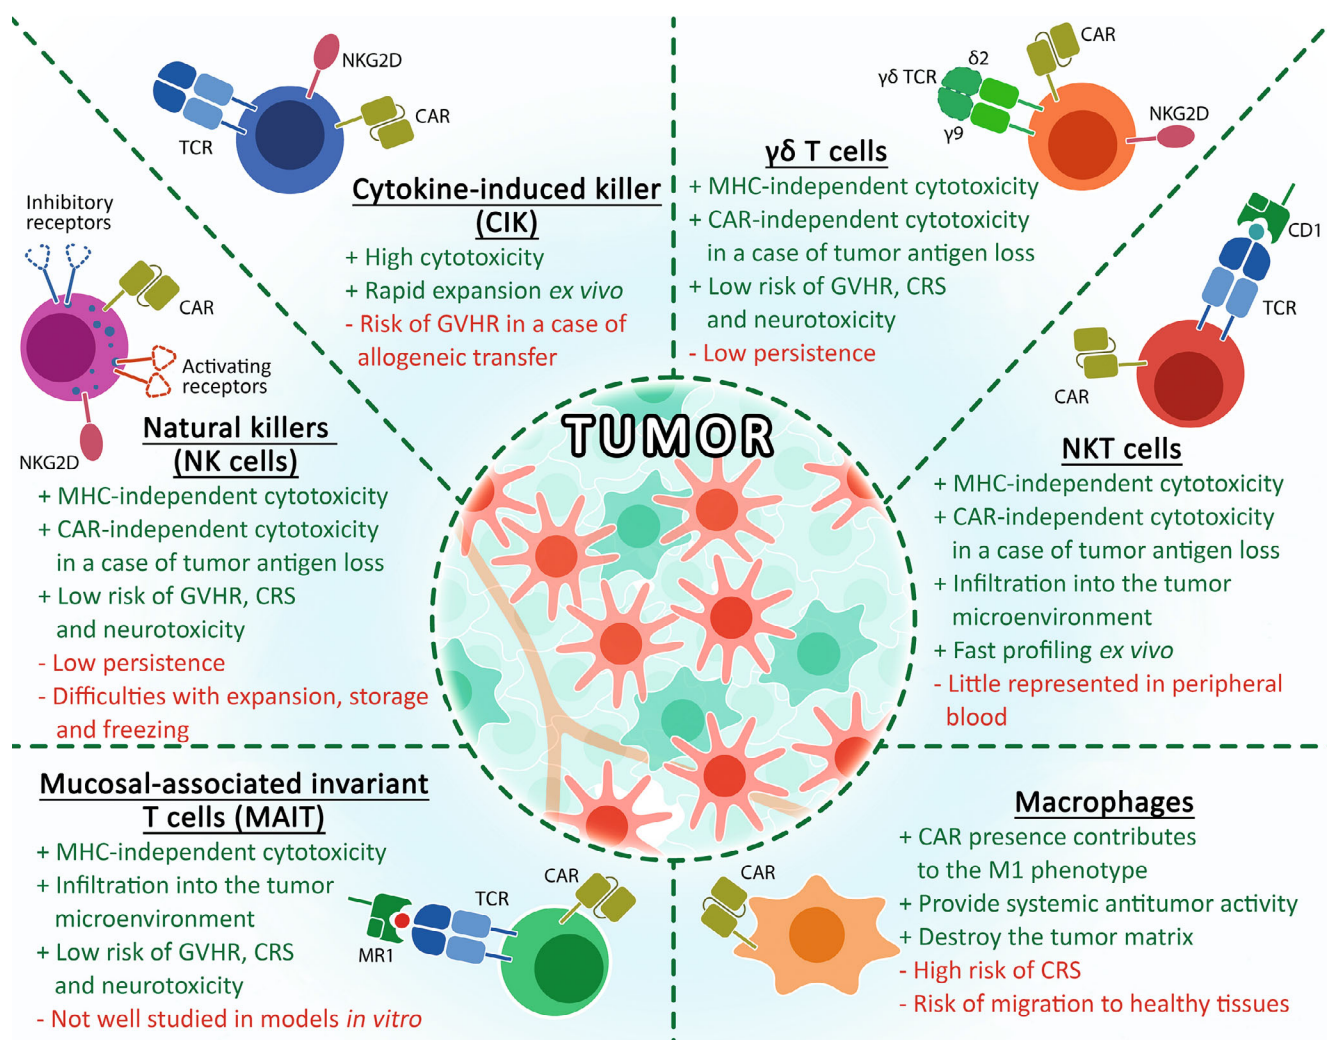 NKG2D
TCR
CAR
Cytokine-induced killer
(CIK)
+ High cytotoxicity
+ Rapid expansion ex vivo
- Risk of GVHR in a case of
allogeneic transfer
CAR
δ2
γδ TCR
γ9
NKG2D
γδ T cells
+ MHC-independent cytotoxicity
+ CAR-independent cytotoxicity
in a case of tumor antigen loss
+ Low risk of GVHR, CRS
and neurotoxicity
- Low persistence
Inhibitory
receptors
CAR
Activating
receptors
NKG2D
Natural killers
(NK cells)
+ MHC-independent cytotoxicity
+ CAR-independent cytotoxicity
in a case of tumor antigen loss
+ Low risk of GVHR, CRS
and neurotoxicity
- Low persistence
- Difficulties with expansion, storage
and freezing
TUMOR
CD1
TCR
CAR
NKT cells
+ MHC-independent cytotoxicity
+ CAR-independent cytotoxicity
in a case of tumor antigen loss
+ Infiltration into the tumor
microenvironment
+ Fast profiling ex vivo
- Little represented in peripheral
blood
Mucosal-associated invariant
T cells (MAIT)
+ MHC-independent cytotoxicity
+ Infiltration into the tumor
microenvironment
+ Low risk of GVHR, CRS
and neurotoxicity
- Not well studied in models in vitro
MR1
TCR
CAR
CAR
Macrophages
+ CAR presence contributes
to the M1 phenotype
+ Provide systemic antitumor activity
+ Destroy the tumor matrix
- High risk of CRS
- Risk of migration to healthy tissues